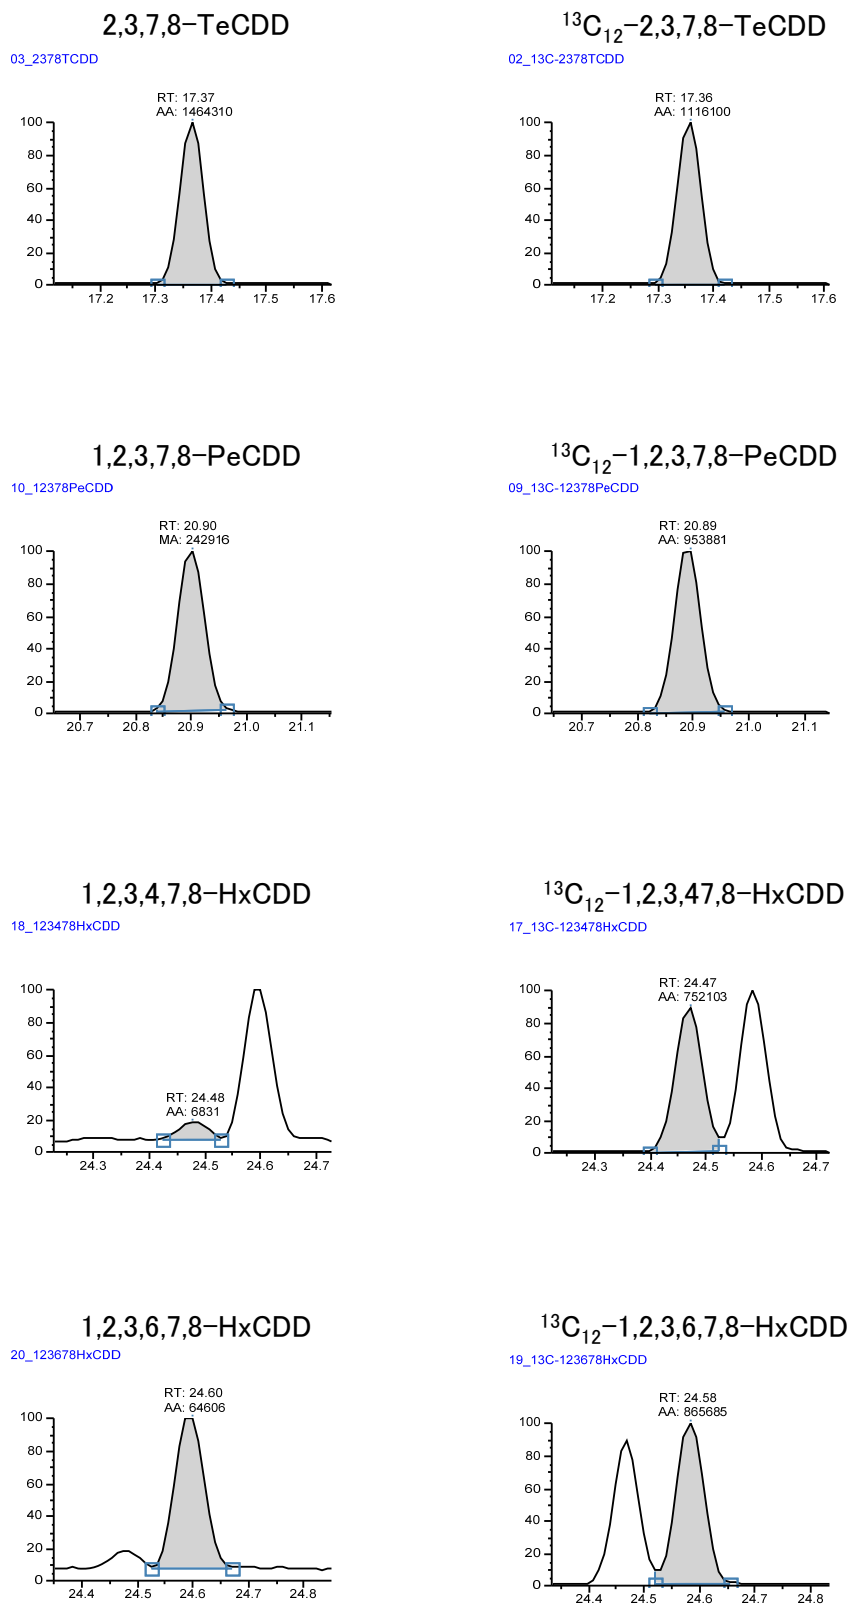 2,3,7,8−TeCDD
03_2378TCDD
RT: 17.37
AA: 1464310
100
80
60
40
20
0
17.2 17.3 17.4 17.5 17.6
¹³C₁₂−2,3,7,8−TeCDD
02_13C-2378TCDD
RT: 17.36
AA: 1116100
100
80
60
40
20
0
17.2 17.3 17.4 17.5 17.6
1,2,3,7,8−PeCDD
10_12378PeCDD
RT: 20.90
MA: 242916
100
80
60
40
20
0
20.7 20.8 20.9 21.0 21.1
¹³C₁₂−1,2,3,7,8−PeCDD
09_13C-12378PeCDD
RT: 20.89
AA: 953881
100
80
60
40
20
0
20.7 20.8 20.9 21.0 21.1
1,2,3,4,7,8−HxCDD
18_123478HxCDD
RT: 24.48
AA: 6831
100
80
60
40
20
0
24.3 24.4 24.5 24.6 24.7
¹³C₁₂−1,2,3,47,8−HxCDD
17_13C-123478HxCDD
RT: 24.47
AA: 752103
100
80
60
40
20
0
24.3 24.4 24.5 24.6 24.7
1,2,3,6,7,8−HxCDD
20_123678HxCDD
RT: 24.60
AA: 64606
100
80
60
40
20
0
24.4 24.5 24.6 24.7 24.8
¹³C₁₂−1,2,3,6,7,8−HxCDD
19_13C-123678HxCDD
RT: 24.58
AA: 865685
100
80
60
40
20
0
24.4 24.5 24.6 24.7 24.8